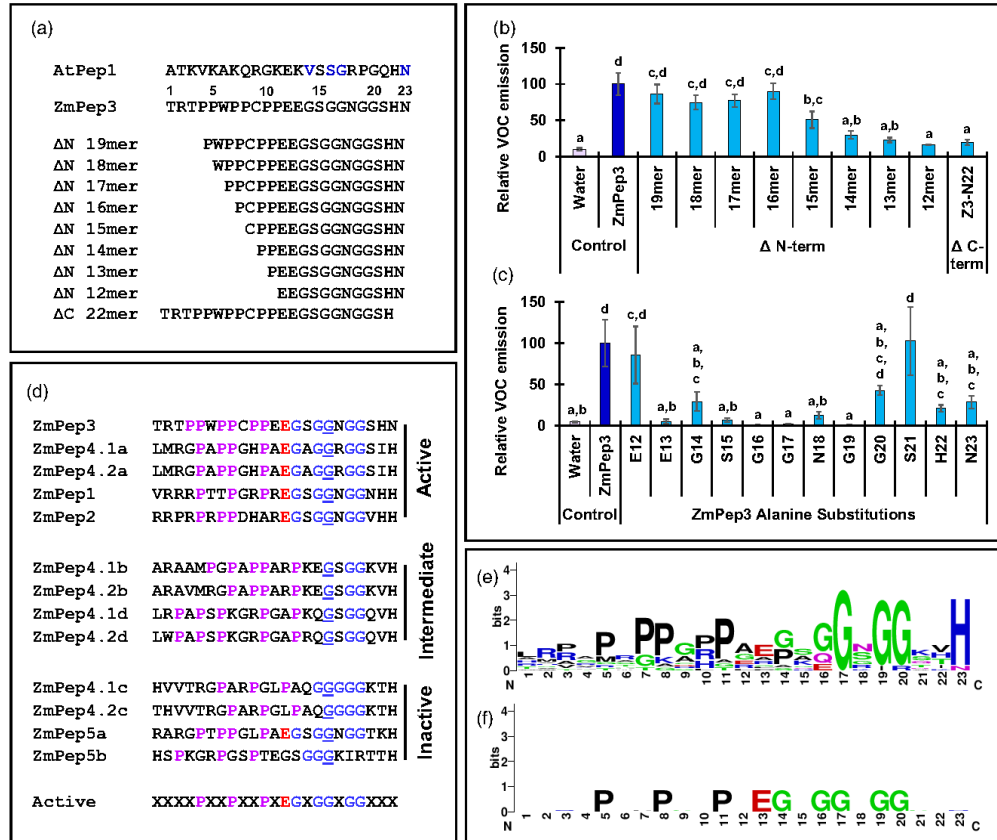 (a)
AtPep1 ATKVKAKQRGKEKVSSGRPGQHN
1 5 10 15 20 23
ZmPep3 TRTPPWPPCPPEEGSGGNGGSHN
ΔN 19mer PWPPCPPEEGSGGNGGSHN
ΔN 18mer WPPCPPEEGSGGNGGSHN
ΔN 17mer PPCPPEEGSGGNGGSHN
ΔN 16mer PCPPEEGSGGNGGSHN
ΔN 15mer CPPEEGSGGNGGSHN
ΔN 14mer PPEEGSGGNGGSHN
ΔN 13mer PEEGSGGNGGSHN
ΔN 12mer EEGSGGNGGSHN
ΔC 22mer TRTPPWPPCPPEEGSGGNGGSH
(b)
Relative VOC emission
150
100
50
0
a d c,d c,d c,d c,d b,c a,b a,b a a
Water ZmPep3 19mer 18mer 17mer 16mer 15mer 14mer 13mer 12mer Z3-N22
Control Δ N-term Δ C-term
(c)
Relative VOC emission
150
100
50
0
a,b d c,d a,b a,b,c a,b a a a,b a a,b,c,d d a,b,c a,b,c
Water ZmPep3 E12 E13 G14 S15 G16 G17 N18 G19 G20 S21 H22 N23
Control ZmPep3 Alanine Substitutions
(d)
ZmPep3 TRTPPWPPCPPEEGSGGNGGSHN
ZmPep4.1a LMRGPAPPGHPAEGAGGRGGSIH
ZmPep4.2a LMRGPAPPGHPAEGAGGRGGSIH
ZmPep1 VRRRPTTPGRPREGSGGNGGNHH
ZmPep2 RRPRPRPPDHAREGSGGNGGVHH
Active
ZmPep4.1b ARAAMPGPAPPARPKEGSGGKVH
ZmPep4.2b ARAVMRGPAPPARPKEGSGGKVH
ZmPep4.1d LRPAPSPKGRPGAPKQGSGGQVH
ZmPep4.2d LWPAPSPKGRPGAPRQGSGGQVH
Intermediate
ZmPep4.1c HVVTRGPARPGLPAQGGGGGKTH
ZmPep4.2c THVVTRGPARPGLPAQGGGGKTH
ZmPep5a RARGPTPPGLPAEGSGGNGGTKH
ZmPep5b HSPKGRPGSPTEGSGGGKIRTTH
Inactive
Active XXXXPXXPXXPXEGXGGXGGXXX
(e)
bits
4
3
2
1
0
N 1 2 3 4 5 6 7 8 9 10 11 12 13 14 15 16 17 18 19 20 21 22 23 C
(f)
bits
4
3
2
1
0
P P P E G G G G G
N 1 2 3 4 5 6 7 8 9 10 11 12 13 14 15 16 17 18 19 20 21 22 23 C